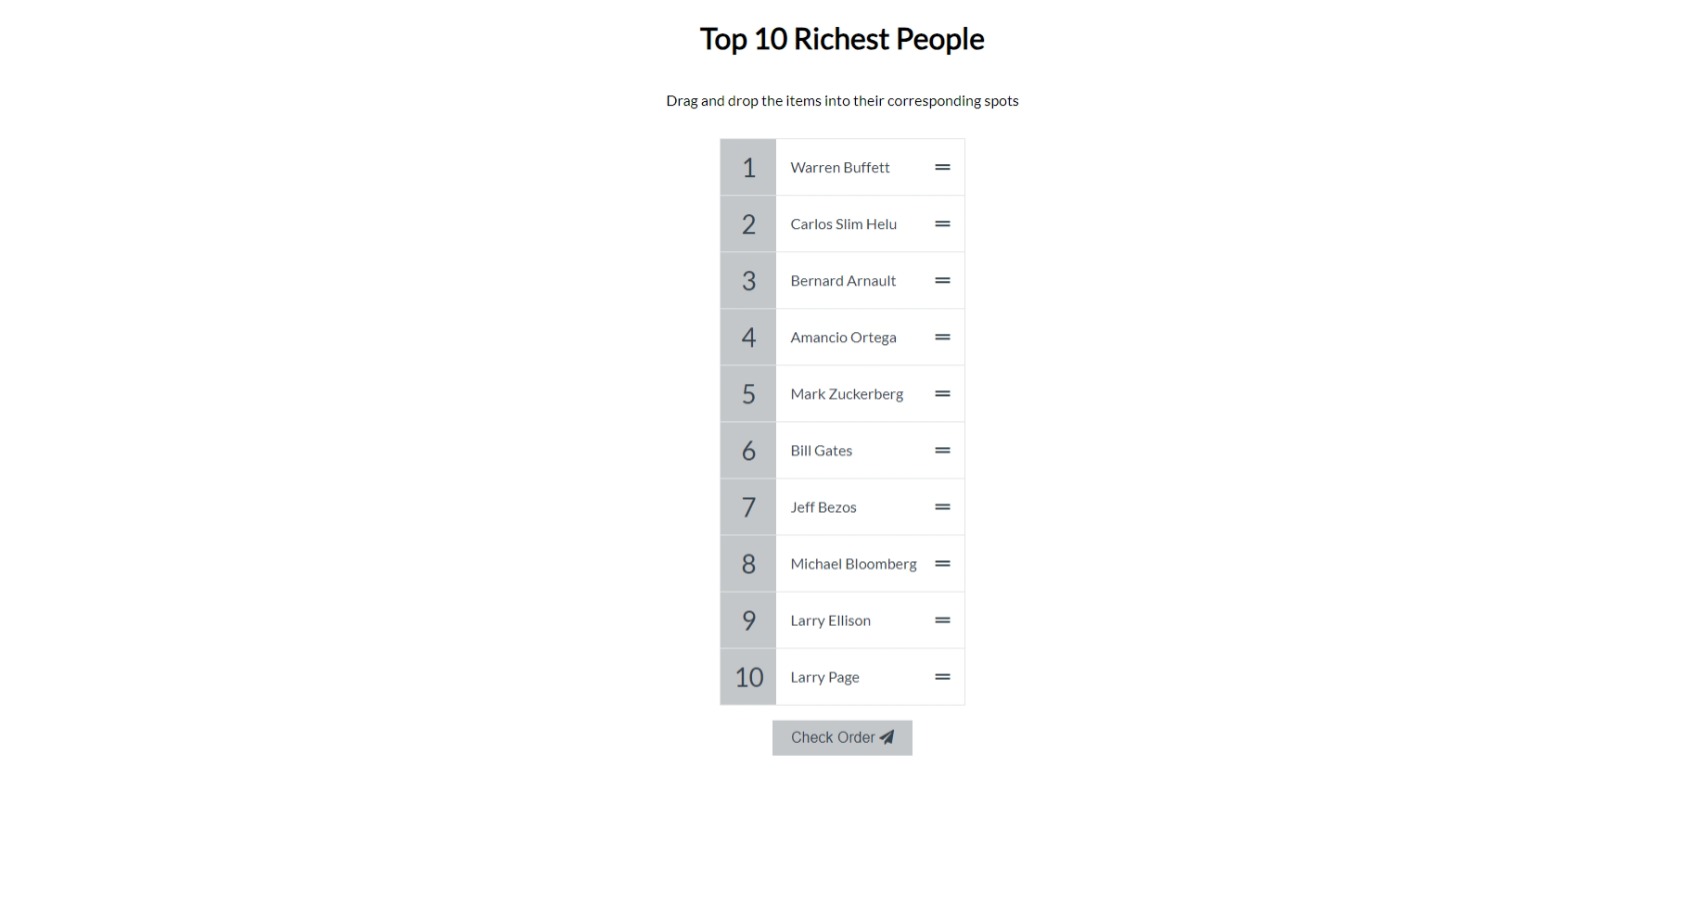 Top 10 Richest People
Drag and drop the items into their corresponding spots
1 Warren Buffett
2 Carlos Slim Helu
3 Bernard Arnault
4 Amancio Ortega
5 Mark Zuckerberg
6 Bill Gates
7 Jeff Bezos
8 Michael Bloomberg
9 Larry Ellison
10 Larry Page
Check Order